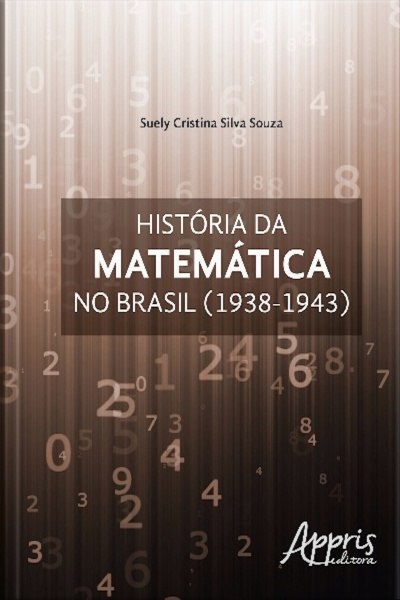 Suely Cristina Silva Souza
HISTÓRIA DA
MATEMÁTICA
NO BRASIL (1938-1943)
Appris
editora